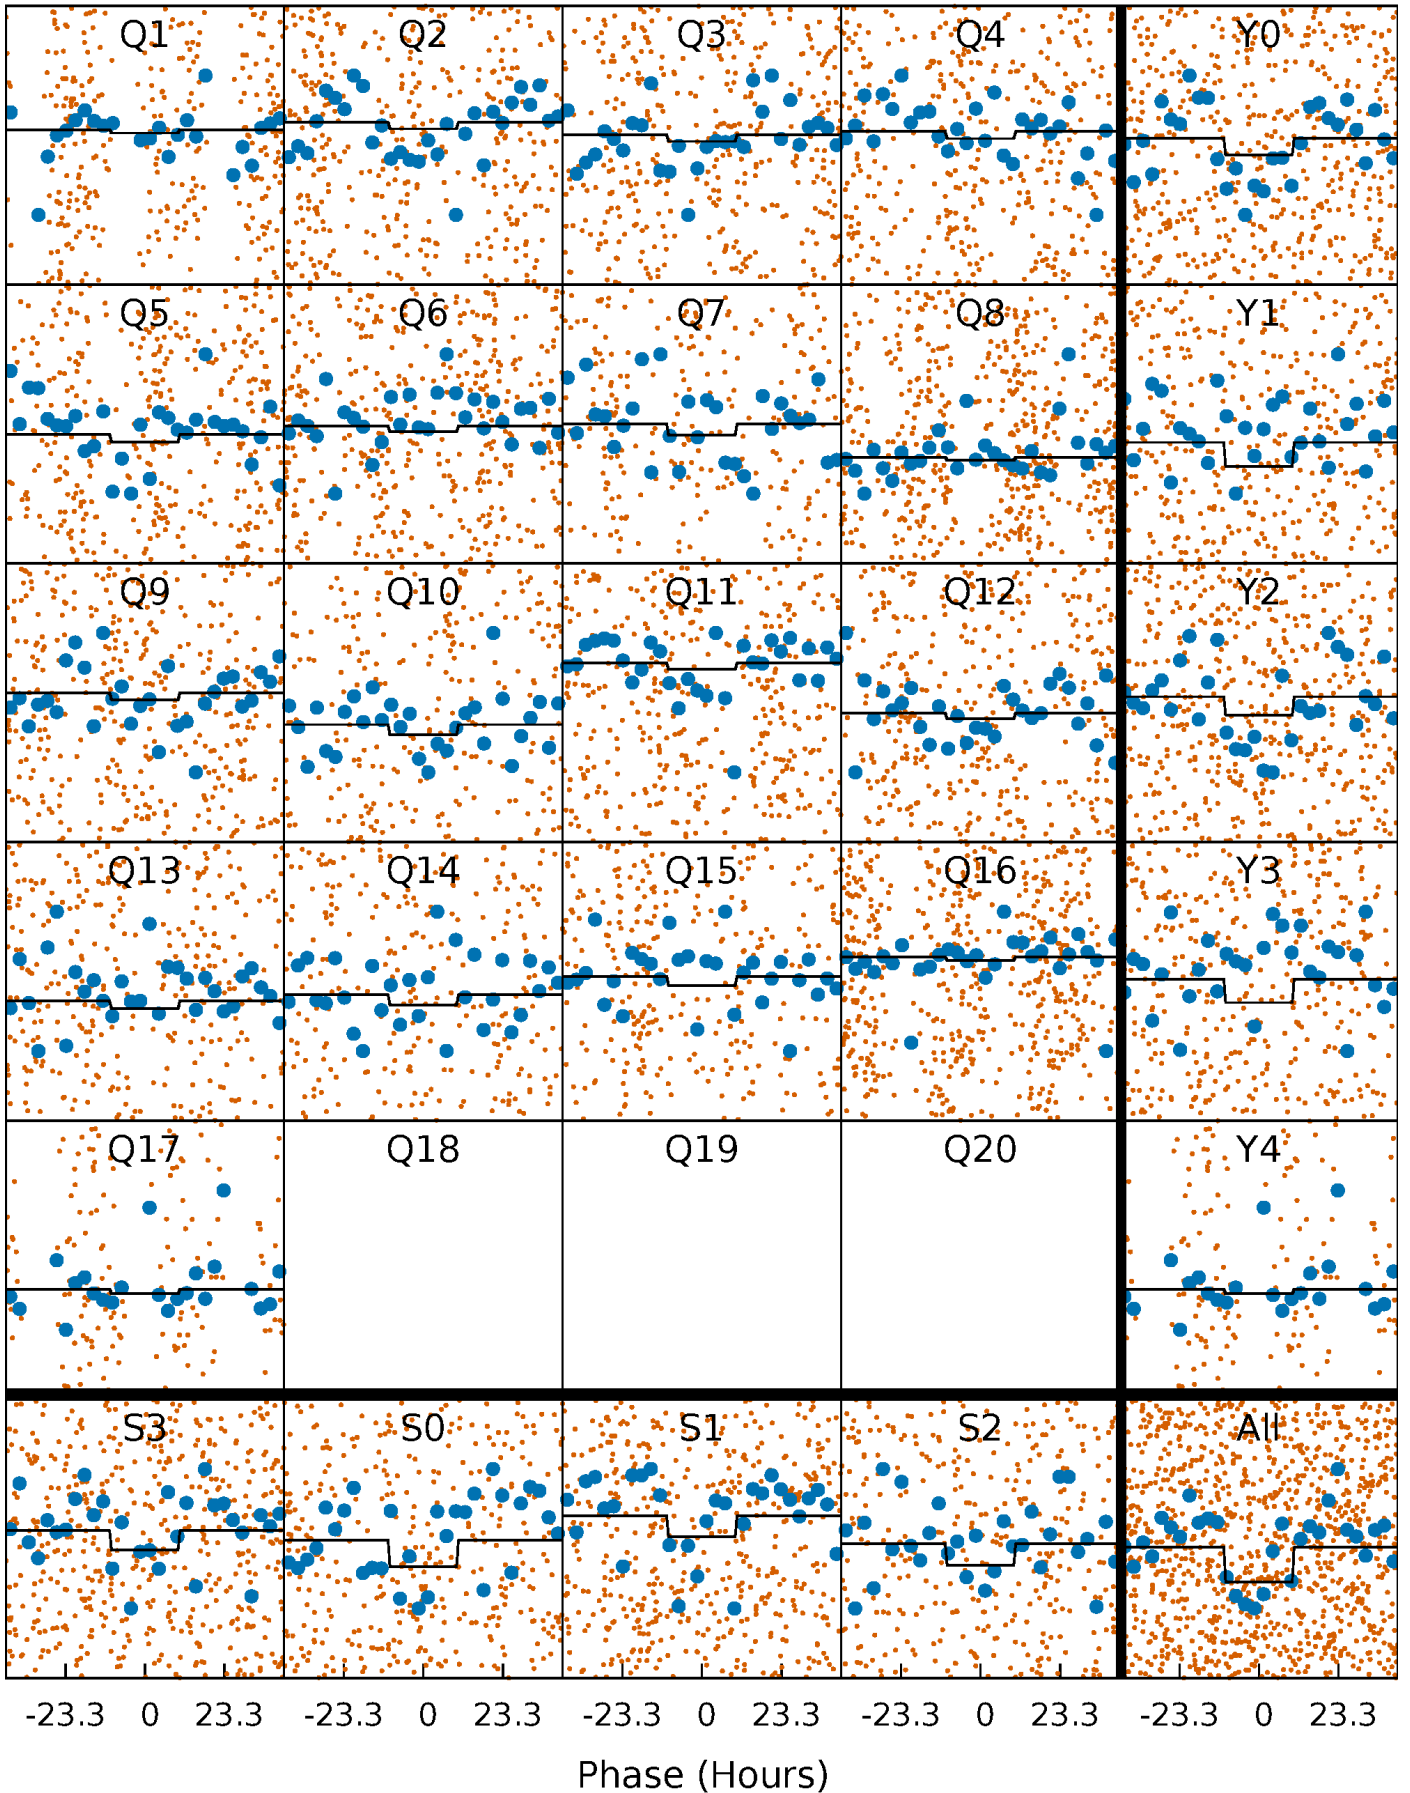 Q1 Q2 Q3 Q4 Y0
Q5 Q6 Q7 Q8 Y1
Q9 Q10 Q11 Q12 Y2
Q13 Q14 Q15 Q16 Y3
Q17 Q18 Q19 Q20 Y4
S3 S0 S1 S2 All
-23.3 0 23.3 -23.3 0 23.3 -23.3 0 23.3 -23.3 0 23.3 -23.3 0 23.3
Phase (Hours)